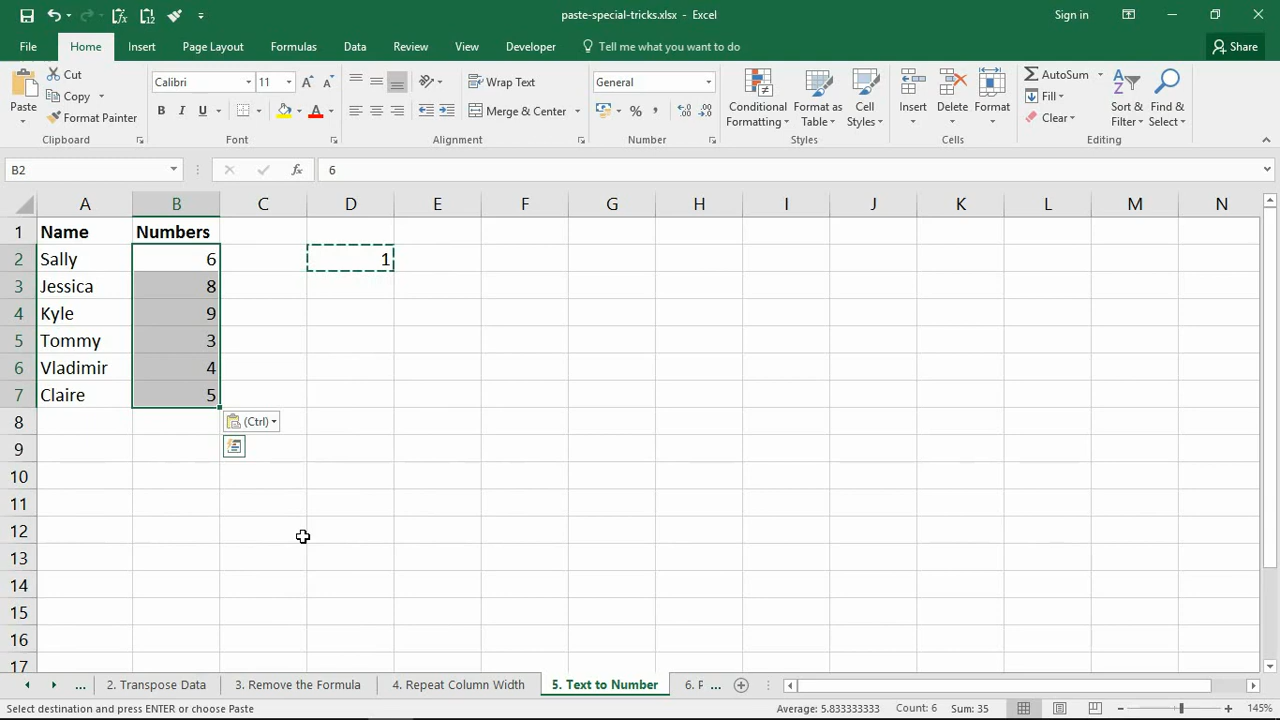 paste-special-tricks.xlsx - Excel
Sign in
File Home Insert Page Layout Formulas Data Review View Developer Tell me what you want to do Share
Paste
Cut
Copy
Format Painter
Clipboard
Calibri 11
B I U
Font
Wrap Text
Merge & Center
Alignment
General
Number
Conditional Formatting
Format as Table
Cell Styles
Styles
Insert
Delete
Format
Cells
AutoSum
Fill
Clear
Sort & Filter
Find & Select
Editing
B2 fx 6
A B C D E F G H I J K L M N
1 Name Numbers
2 Sally 6 1
3 Jessica 8
4 Kyle 9
5 Tommy 3
6 Vladimir 4
7 Claire 5
8 (Ctrl)
9
10
11
12
13
14
15
16
17
... 2. Transpose Data 3. Remove the Formula 4. Repeat Column Width 5. Text to Number 6. F ...
Select destination and press ENTER or choose Paste Average: 5.833333333 Count: 6 Sum: 35 145%